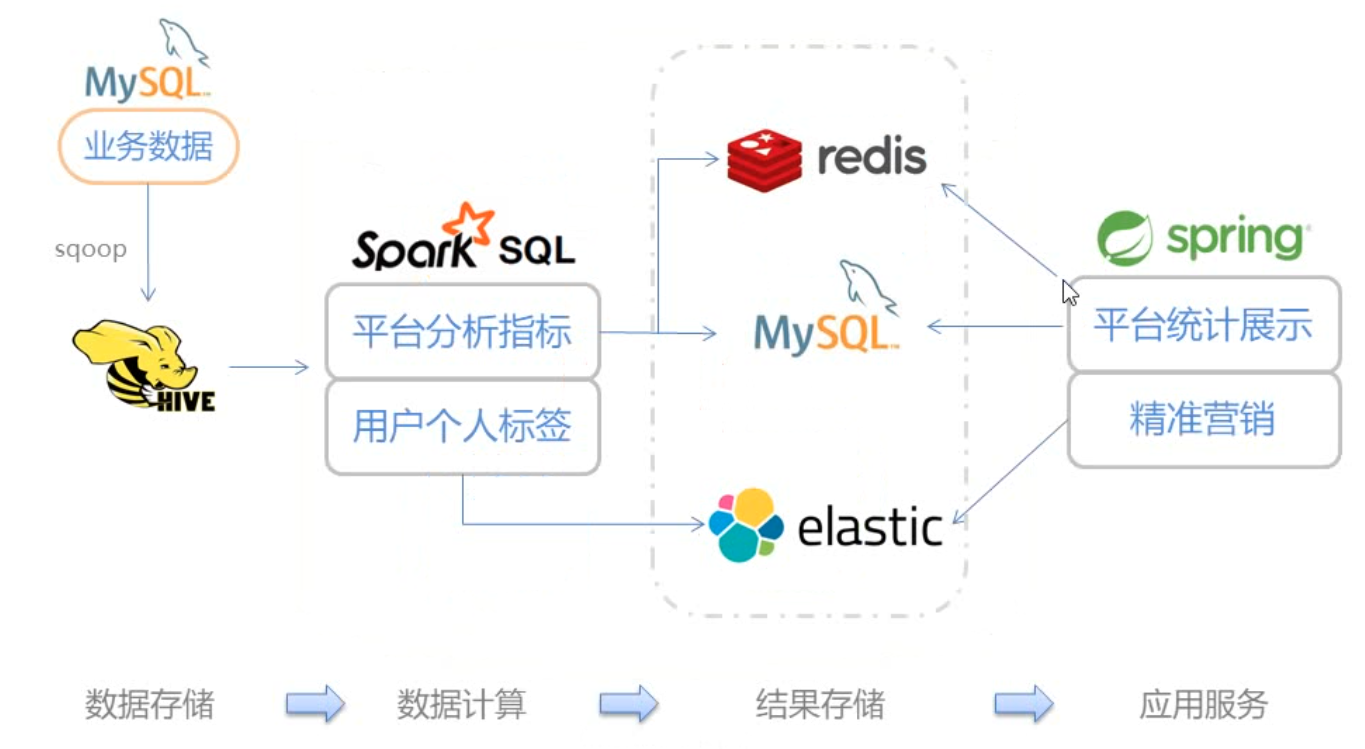 MySQL
业务数据
sqoop
HIVE
Spark SQL
平台分析指标
用户个人标签
redis
MySQL
elastic
spring
平台统计展示
精准营销
数据存储
数据计算
结果存储
应用服务